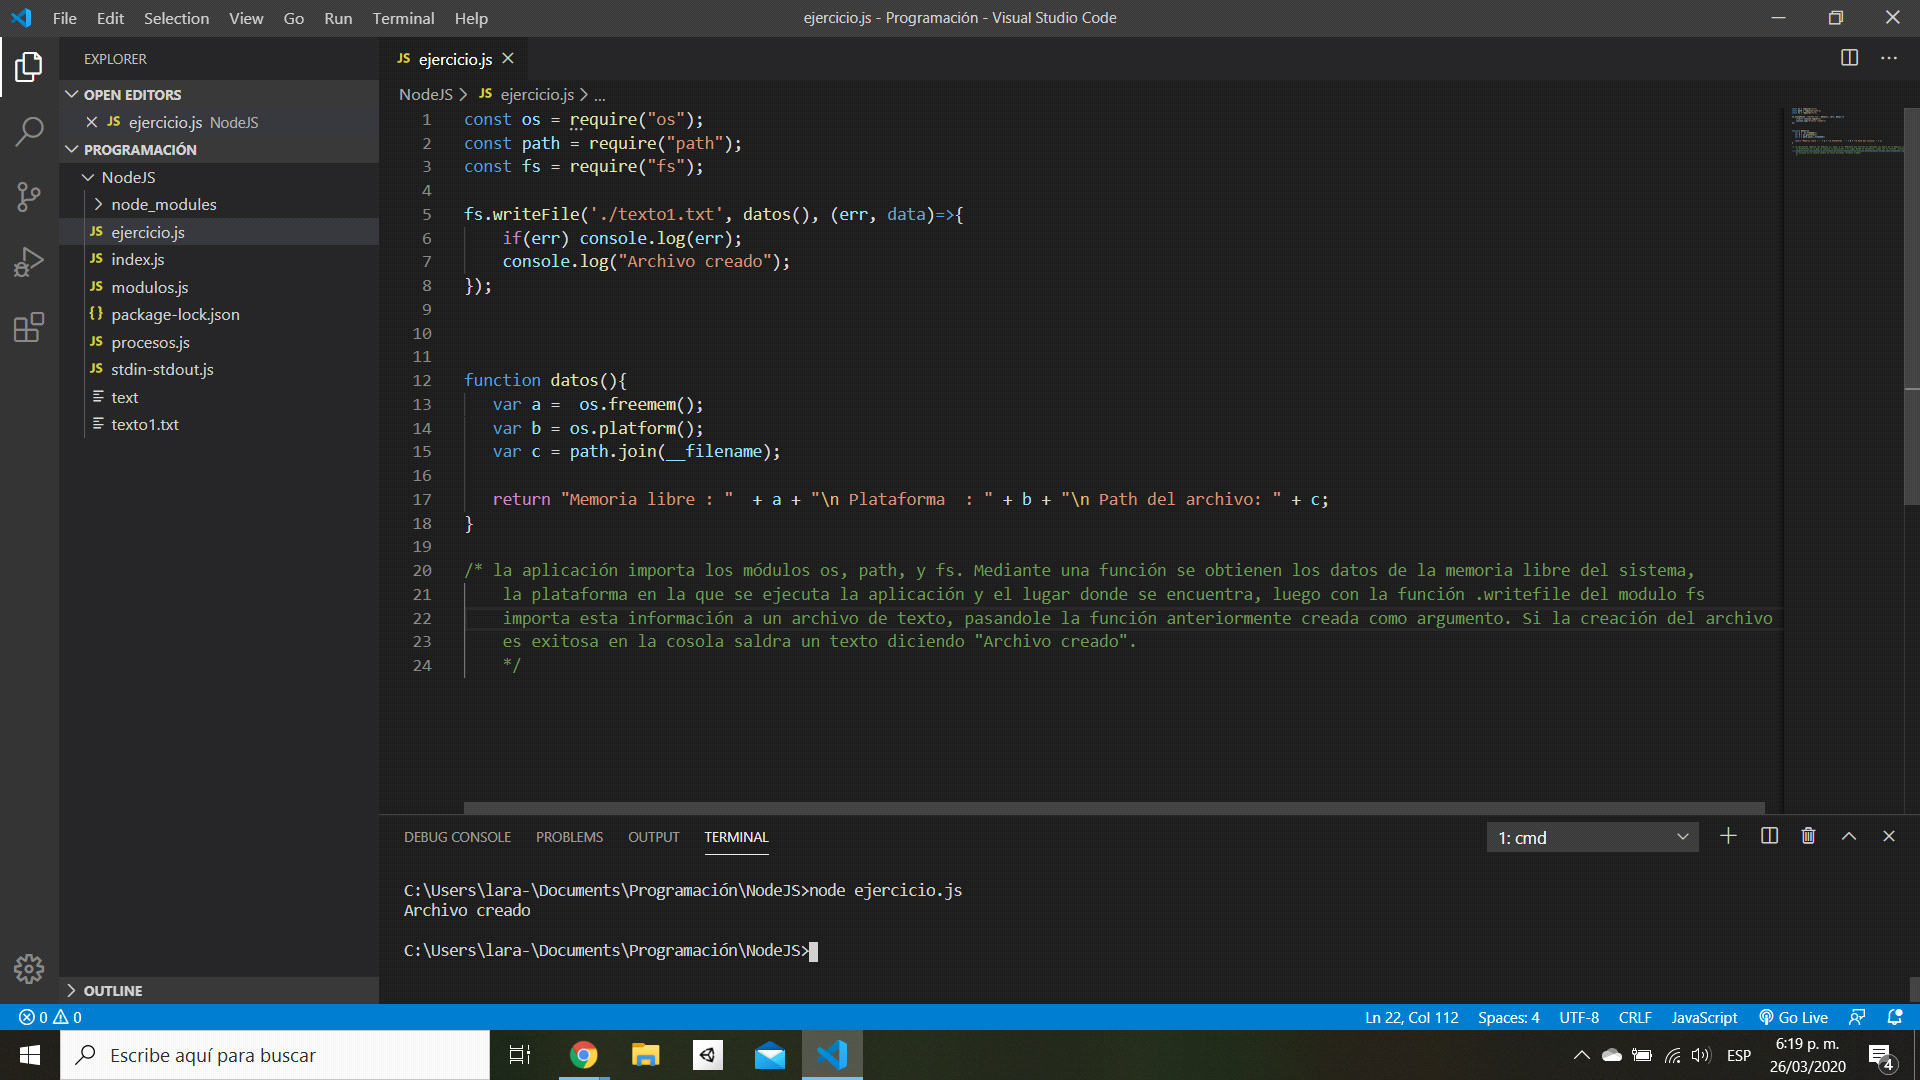 File Edit Selection View Go Run Terminal Help
ejercicio.js - Programación - Visual Studio Code
EXPLORER
OPEN EDITORS
JS ejercicio.js NodeJS
PROGRAMACIÓN
NodeJS
node_modules
JS ejercicio.js
JS index.js
JS modulos.js
{} package-lock.json
JS procesos.js
JS stdin-stdout.js
text
texto1.txt
OUTLINE
JS ejercicio.js
NodeJS > JS ejercicio.js > ...
1 const os = require("os");
2 const path = require("path");
3 const fs = require("fs");
4
5 fs.writeFile('./texto1.txt', datos(), (err, data)=>{
6 if(err) console.log(err);
7 console.log("Archivo creado");
8 });
9
10
11
12 function datos(){
13 var a =  os.freemem();
14 var b = os.platform();
15 var c = path.join(__filename);
16
17 return "Memoria libre : "  + a + "\n Plataforma  : " + b + "\n Path del archivo: " + c;
18 }
19
20 /* la aplicación importa los módulos os, path, y fs. Mediante una función se obtienen los datos de la memoria libre del sistema,
21 la plataforma en la que se ejecuta la aplicación y el lugar donde se encuentra, luego con la función .writefile del modulo fs
22 importa esta información a un archivo de texto, pasandole la función anteriormente creada como argumento. Si la creación del archivo
23 es exitosa en la cosola saldra un texto diciendo "Archivo creado".
24 */
DEBUG CONSOLE PROBLEMS OUTPUT TERMINAL
1: cmd
C:\Users\lara-\Documents\Programación\NodeJS>node ejercicio.js
Archivo creado
C:\Users\lara-\Documents\Programación\NodeJS>
0 0
Ln 22, Col 112 Spaces: 4 UTF-8 CRLF JavaScript Go Live
Escribe aquí para buscar
ESP
6:19 p. m.
26/03/2020
4